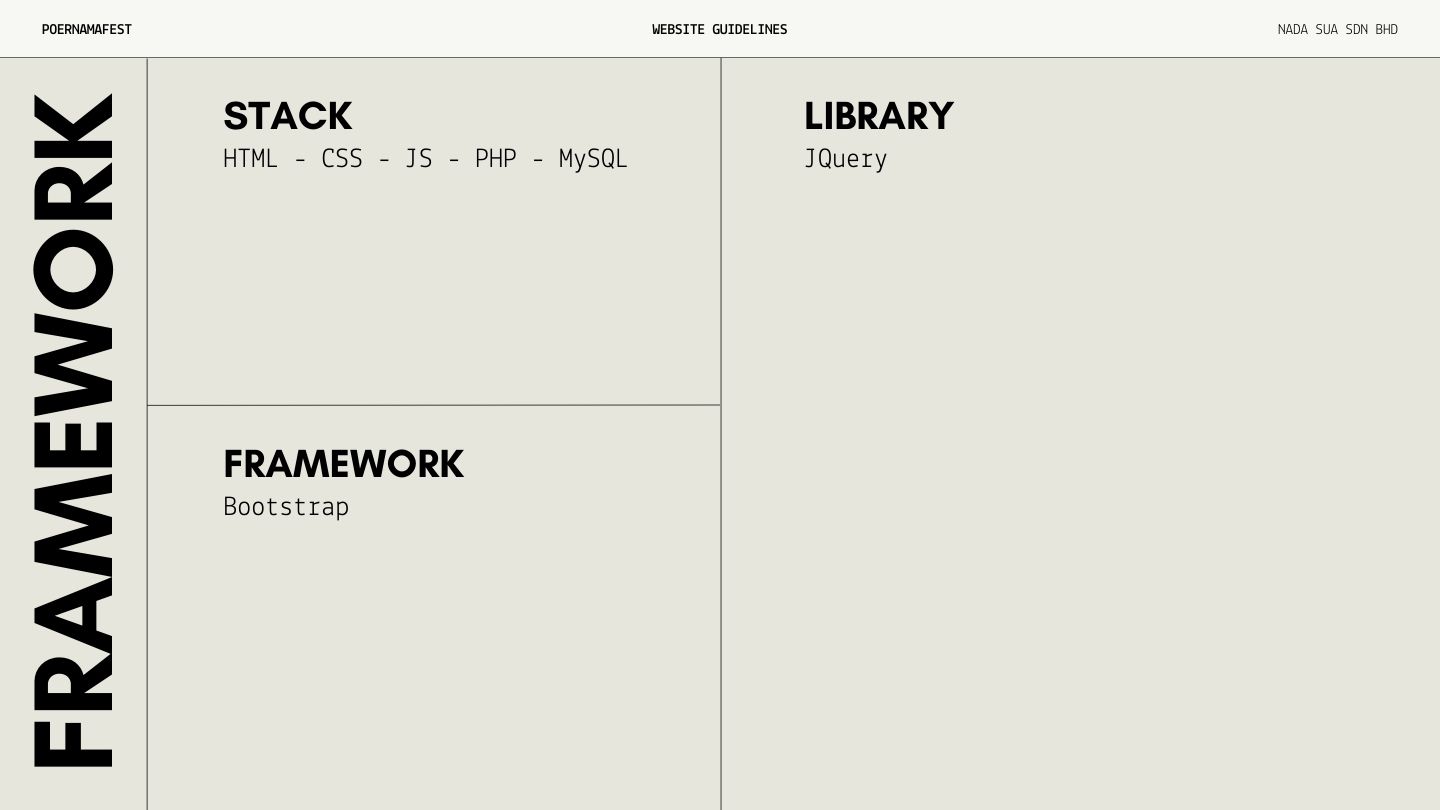 POERNAMAFEST
WEBSITE GUIDELINES
NADA SUA SDN BHD
FRAMEWORK
STACK
HTML - CSS - JS - PHP - MySQL
FRAMEWORK
Bootstrap
LIBRARY
JQuery